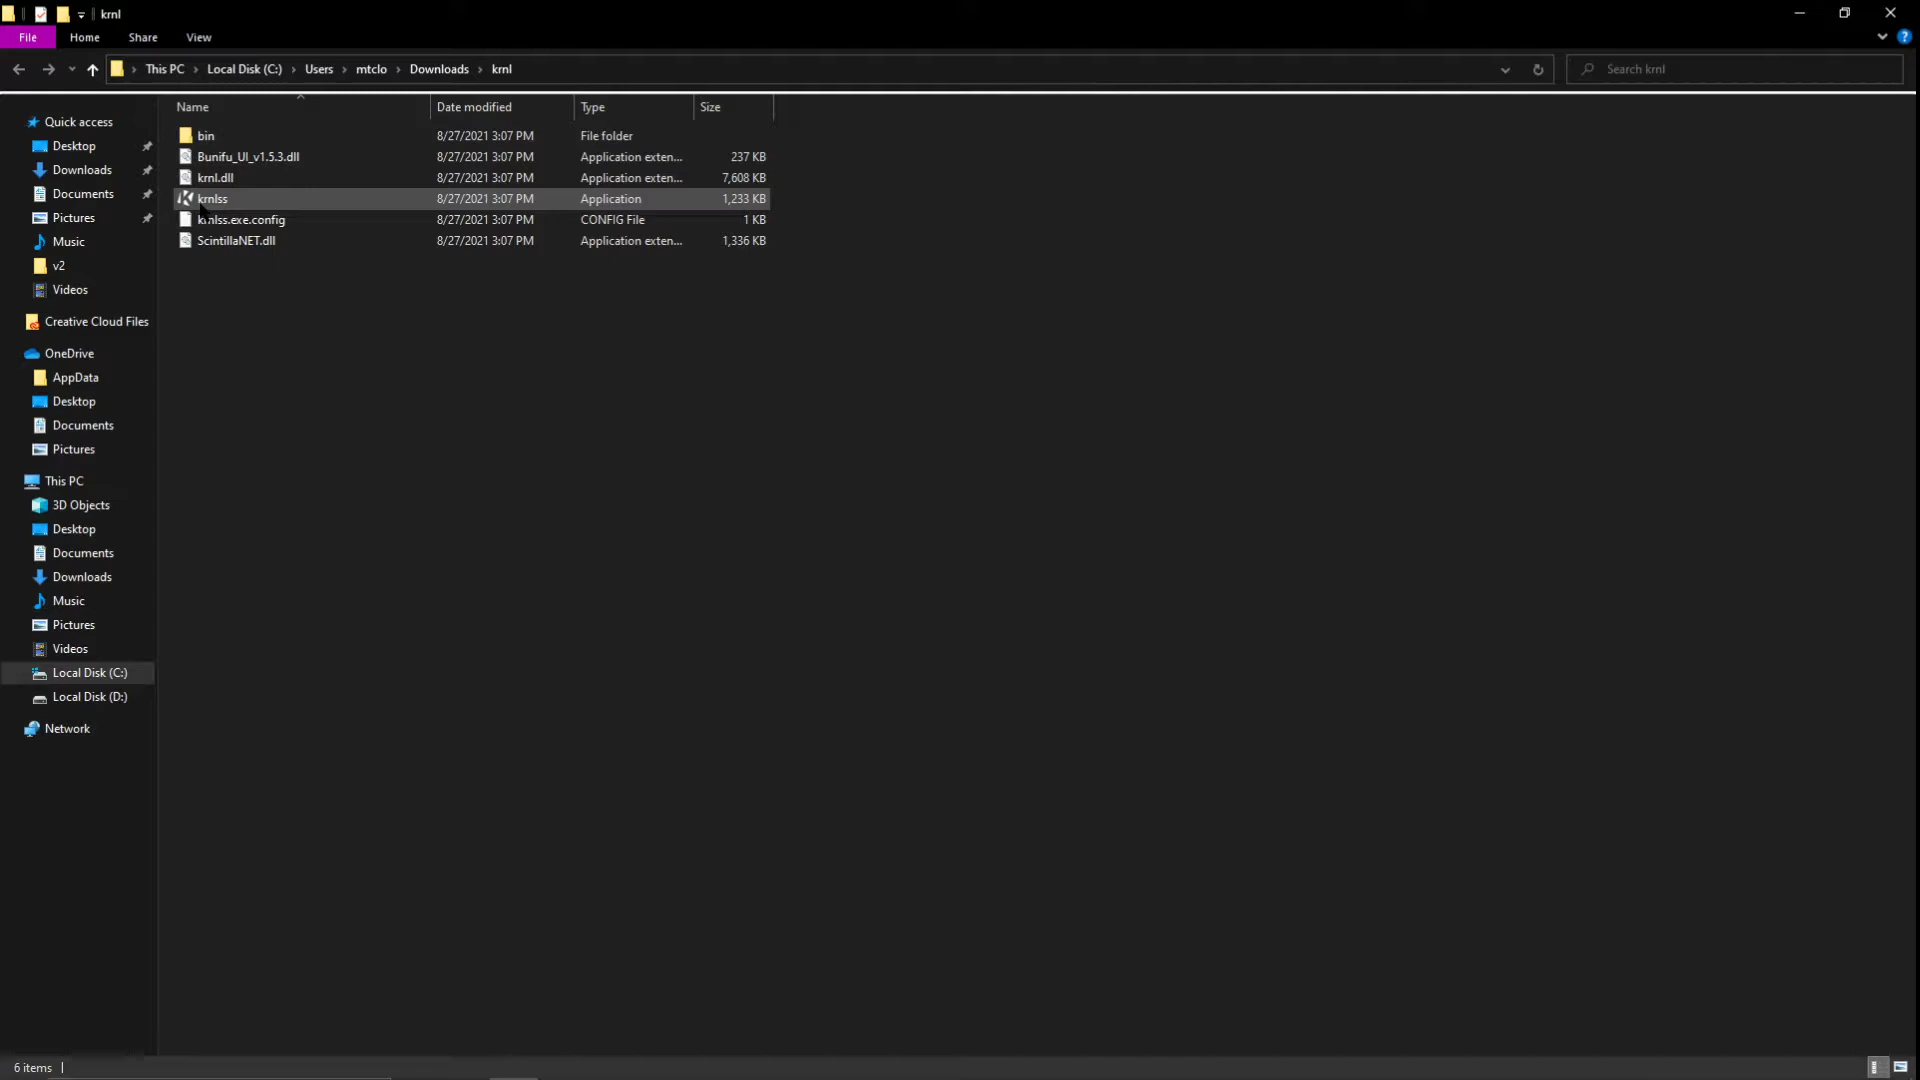 krnl
File Home Share View
This PC Local Disk (C:) Users mtclo Downloads krnl Search krnl
Name Date modified Type Size
bin 8/27/2021 3:07 PM File folder
Bunifu_UI_v1.5.3.dll 8/27/2021 3:07 PM Application exten... 237 KB
krnl.dll 8/27/2021 3:07 PM Application exten... 7,608 KB
krnlss 8/27/2021 3:07 PM Application 1,233 KB
krnlss.exe.config 8/27/2021 3:07 PM CONFIG File 1 KB
ScintillaNET.dll 8/27/2021 3:07 PM Application exten... 1,336 KB
Quick access
Desktop
Downloads
Documents
Pictures
Music
v2
Videos
Creative Cloud Files
OneDrive
AppData
Desktop
Documents
Pictures
This PC
3D Objects
Desktop
Documents
Downloads
Music
Pictures
Videos
Local Disk (C:)
Local Disk (D:)
Network
6 items